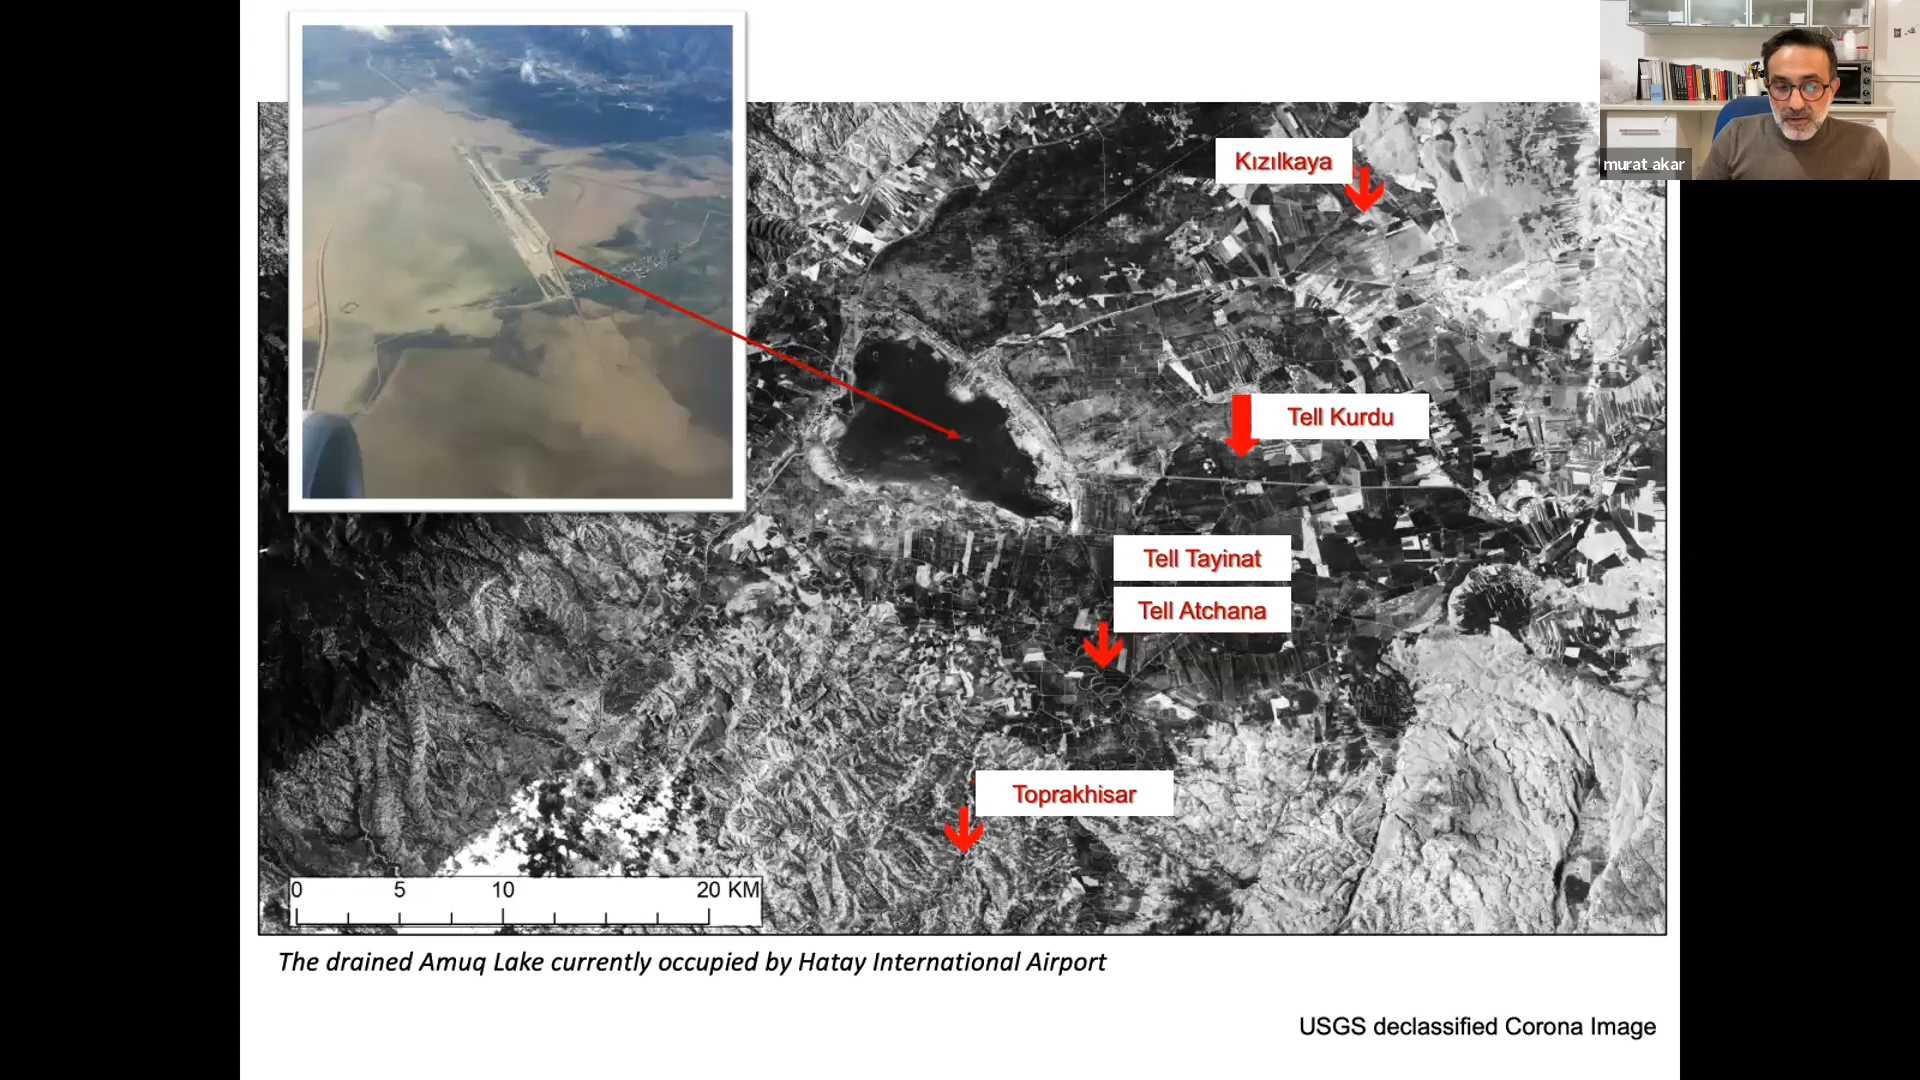 murat akar
Kızılkaya
Tell Kurdu
Tell Tayinat
Tell Atchana
Toprakhisar
0 5 10 20 KM
The drained Amuq Lake currently occupied by Hatay International Airport
USGS declassified Corona Image